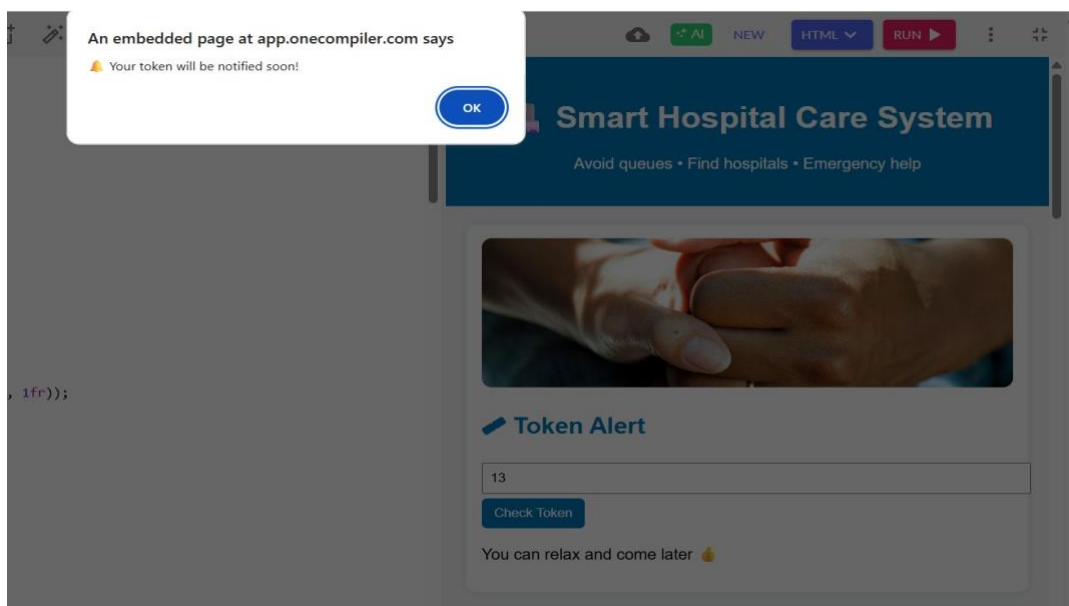 An embedded page at app.onecompiler.com says
🔔 Your token will be notified soon!
OK
AI
NEW
HTML
RUN
Smart Hospital Care System
Avoid queues • Find hospitals • Emergency help
, 1fr));
Token Alert
13
Check Token
You can relax and come later 👍